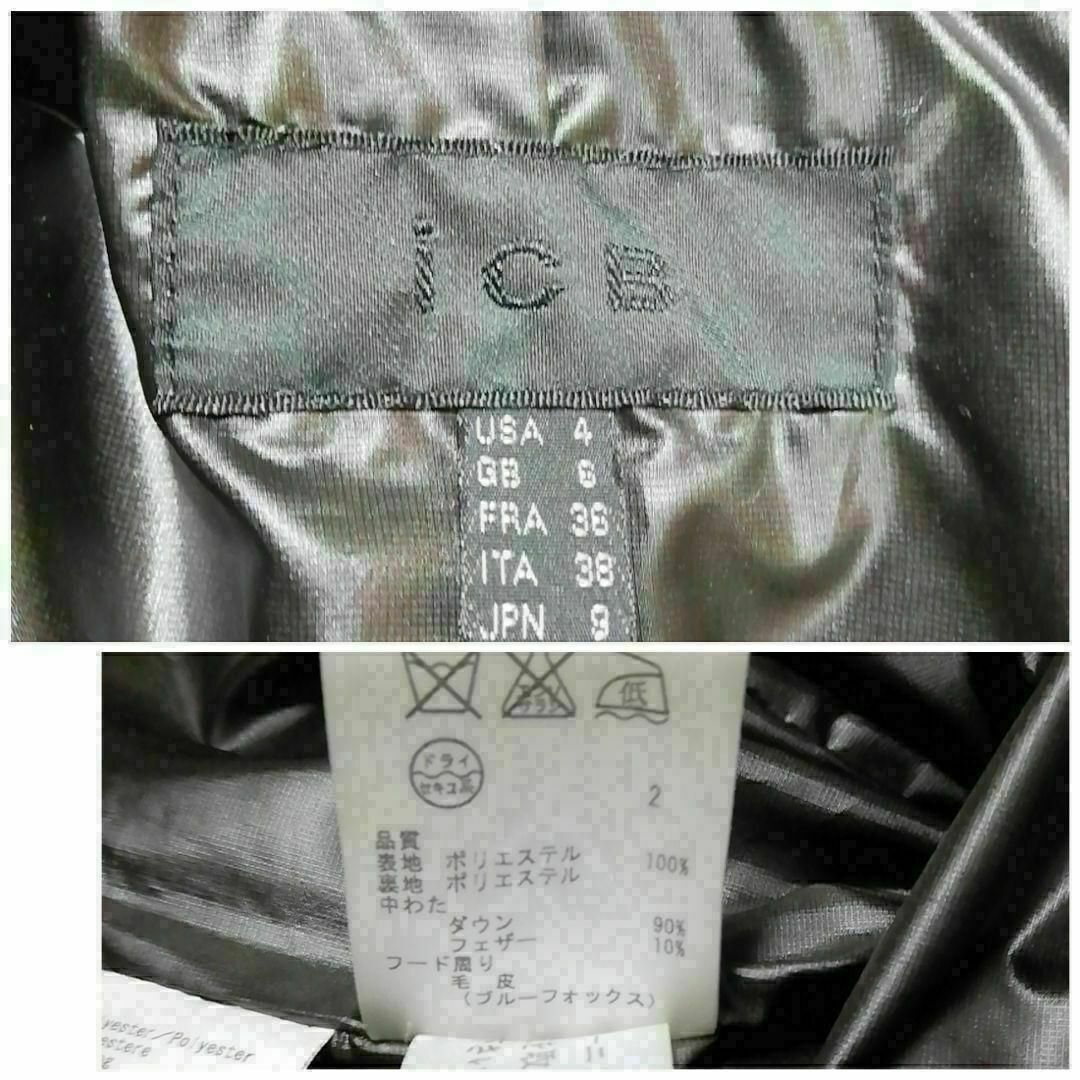 iCB
USA 4
GB 6
FRA 36
ITA 38
JPN 9
低
ドライ
セキユ系
2
品質
表地 ポリエステル 100%
裏地 ポリエステル
中わた
ダウン 90%
フェザー 10%
フード周り
毛 皮
(ブルーフォックス)
yester/Polyester
estere
%